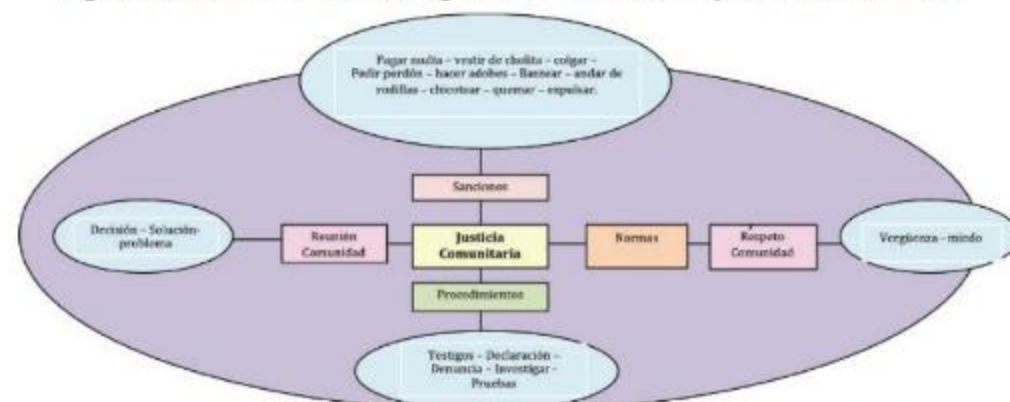 Pagar multa – vestir de cholita – colgar –
Pedir perdón – hacer adobes – – andar de
rodillas – chicotear – quemar – expulsar.
Sanciones
Decisión – Solución-
problema
Reunión
Comunidad
Justicia
Comunitaria
Normas
Respeto
Comunidad
Vergüenza - miedo
Procedimientos
Testigos – Declaración –
Denuncia – Investigar -
Pruebas